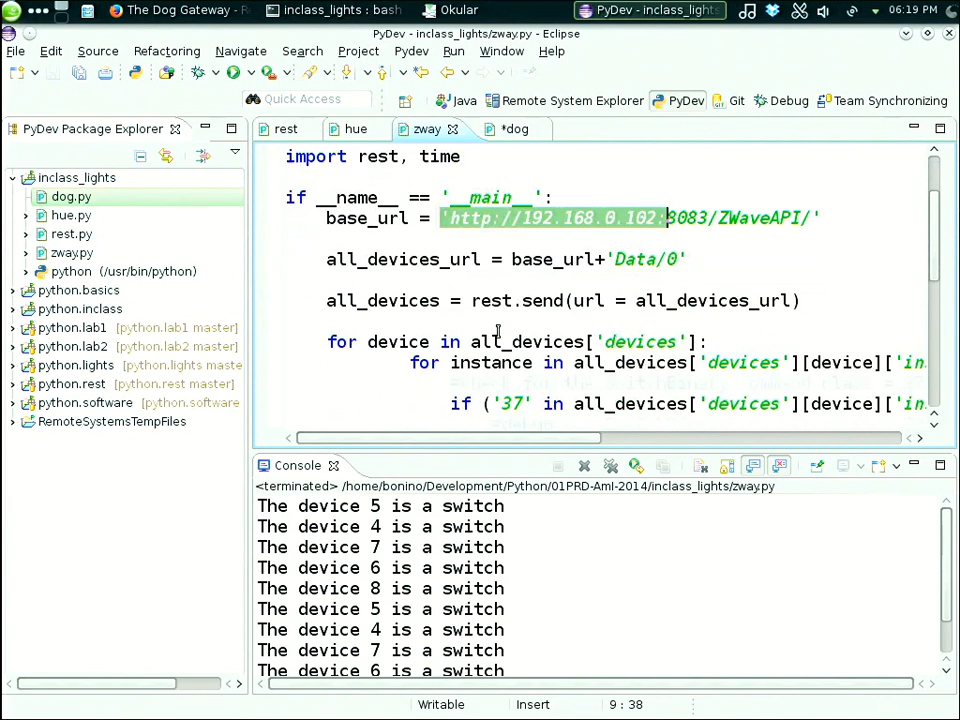 The Dog Gateway - R
inclass_lights : bash
Okular
PyDev - inclass_lights
06:19 PM
PyDev - inclass_lights/zway.py - Eclipse
File Edit Source Refactoring Navigate Search Project Pydev Run Window Help
Quick Access
Java Remote System Explorer PyDev Git Debug Team Synchronizing
PyDev Package Explorer
rest hue zway *dog
inclass_lights
dog.py
hue.py
rest.py
zway.py
python (/usr/bin/python)
python.basics
python.inclass
python.lab1 [python.lab1 master]
python.lab2 [python.lab2 master]
python.lights [python.lights maste
python.rest [python.rest master]
python.software [python.software
RemoteSystemsTempFiles
import rest, time
if __name__ == '__main__':
base_url = 'http://192.168.0.102:8083/ZWaveAPI/'
all_devices_url = base_url+'Data/0'
all_devices = rest.send(url = all_devices_url)
for device in all_devices['devices']:
for instance in all_devices['devices'][device]['in
if ('37' in all_devices['devices'][device]['in
Console
<terminated> /home/bonino/Development/Python/01PRD-AmI-2014/inclass_lights/zway.py
The device 5 is a switch
The device 4 is a switch
The device 7 is a switch
The device 6 is a switch
The device 8 is a switch
The device 5 is a switch
The device 4 is a switch
The device 7 is a switch
The device 6 is a switch
Writable Insert 9 : 38